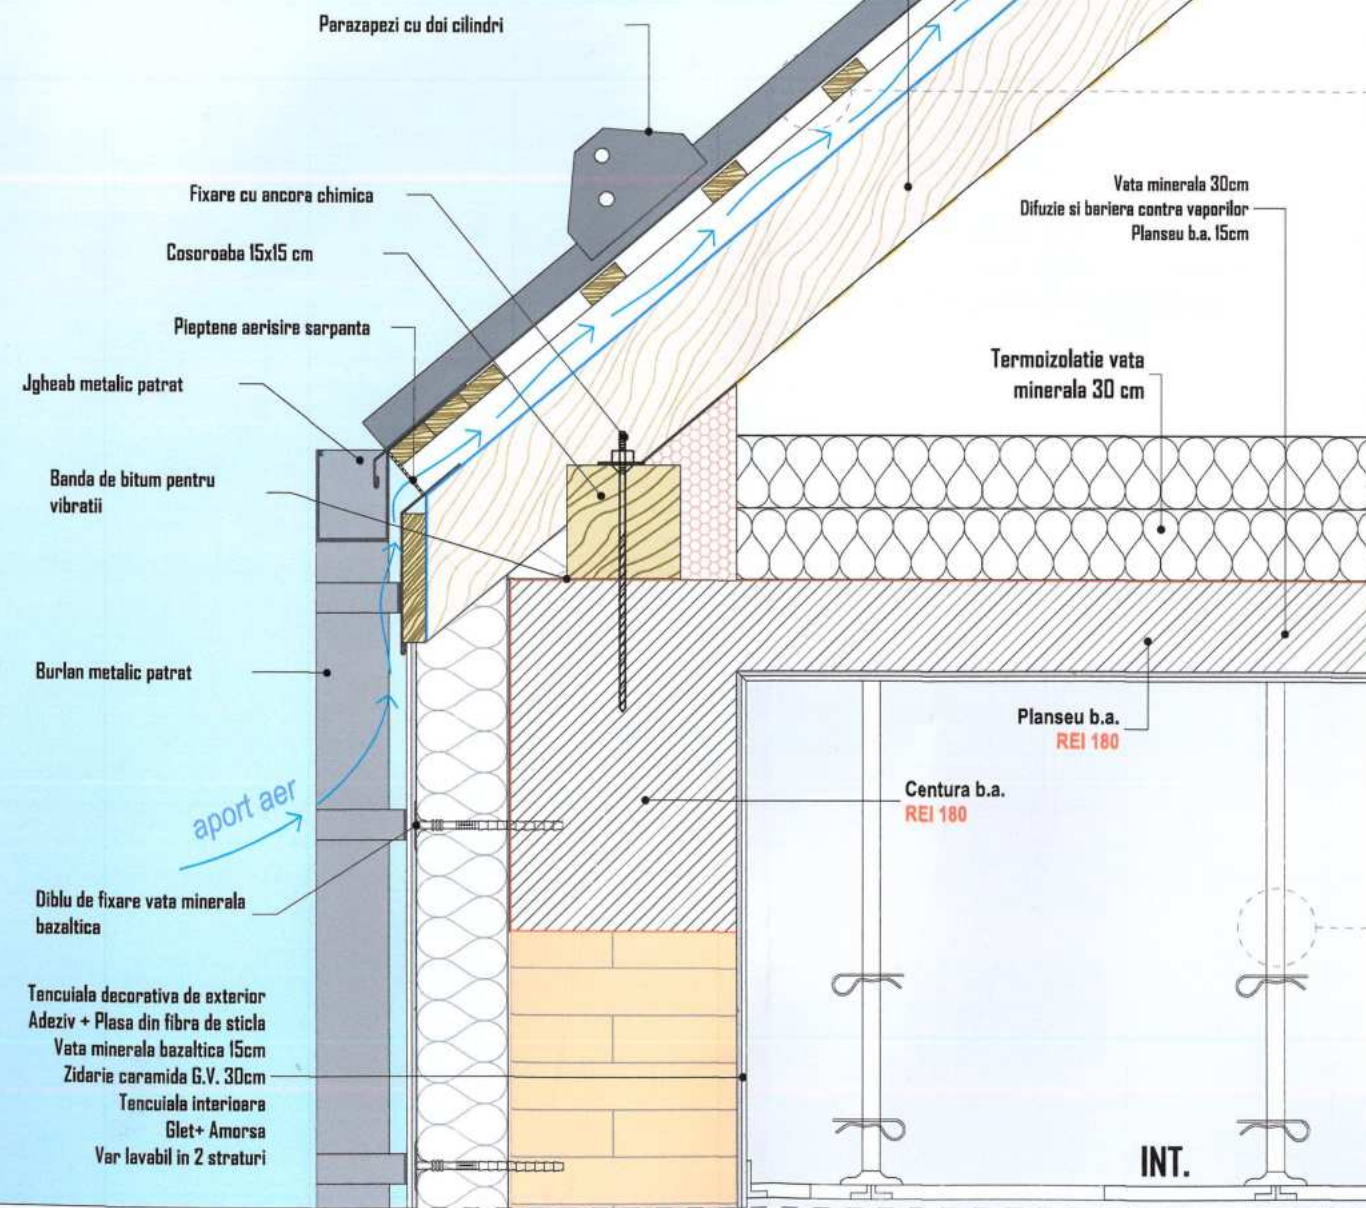 Parazapezi cu doi cilindri
Fixare cu ancora chimica
Cosoroaba 15x15 cm
Pieptene aerisire sarpanta
Jgheab metalic patrat
Banda de bitum pentru
vibratii
Burlan metalic patrat
aport aer
Diblu de fixare vata minerala
bazaltica
Tencuiala decorativa de exterior
Adeziv + Plasa din fibra de sticla
Vata minerala bazaltica 15cm
Zidarie caramida G.V. 30cm
Tencuiala interioara
Glet+ Amorsa
Var lavabil in 2 straturi
Vata minerala 30cm
Difuzie si bariera contra vaporilor
Planseu b.a. 15cm
Termoizolatie vata
minerala 30 cm
Planseu b.a.
REI 180
Centura b.a.
REI 180
INT.